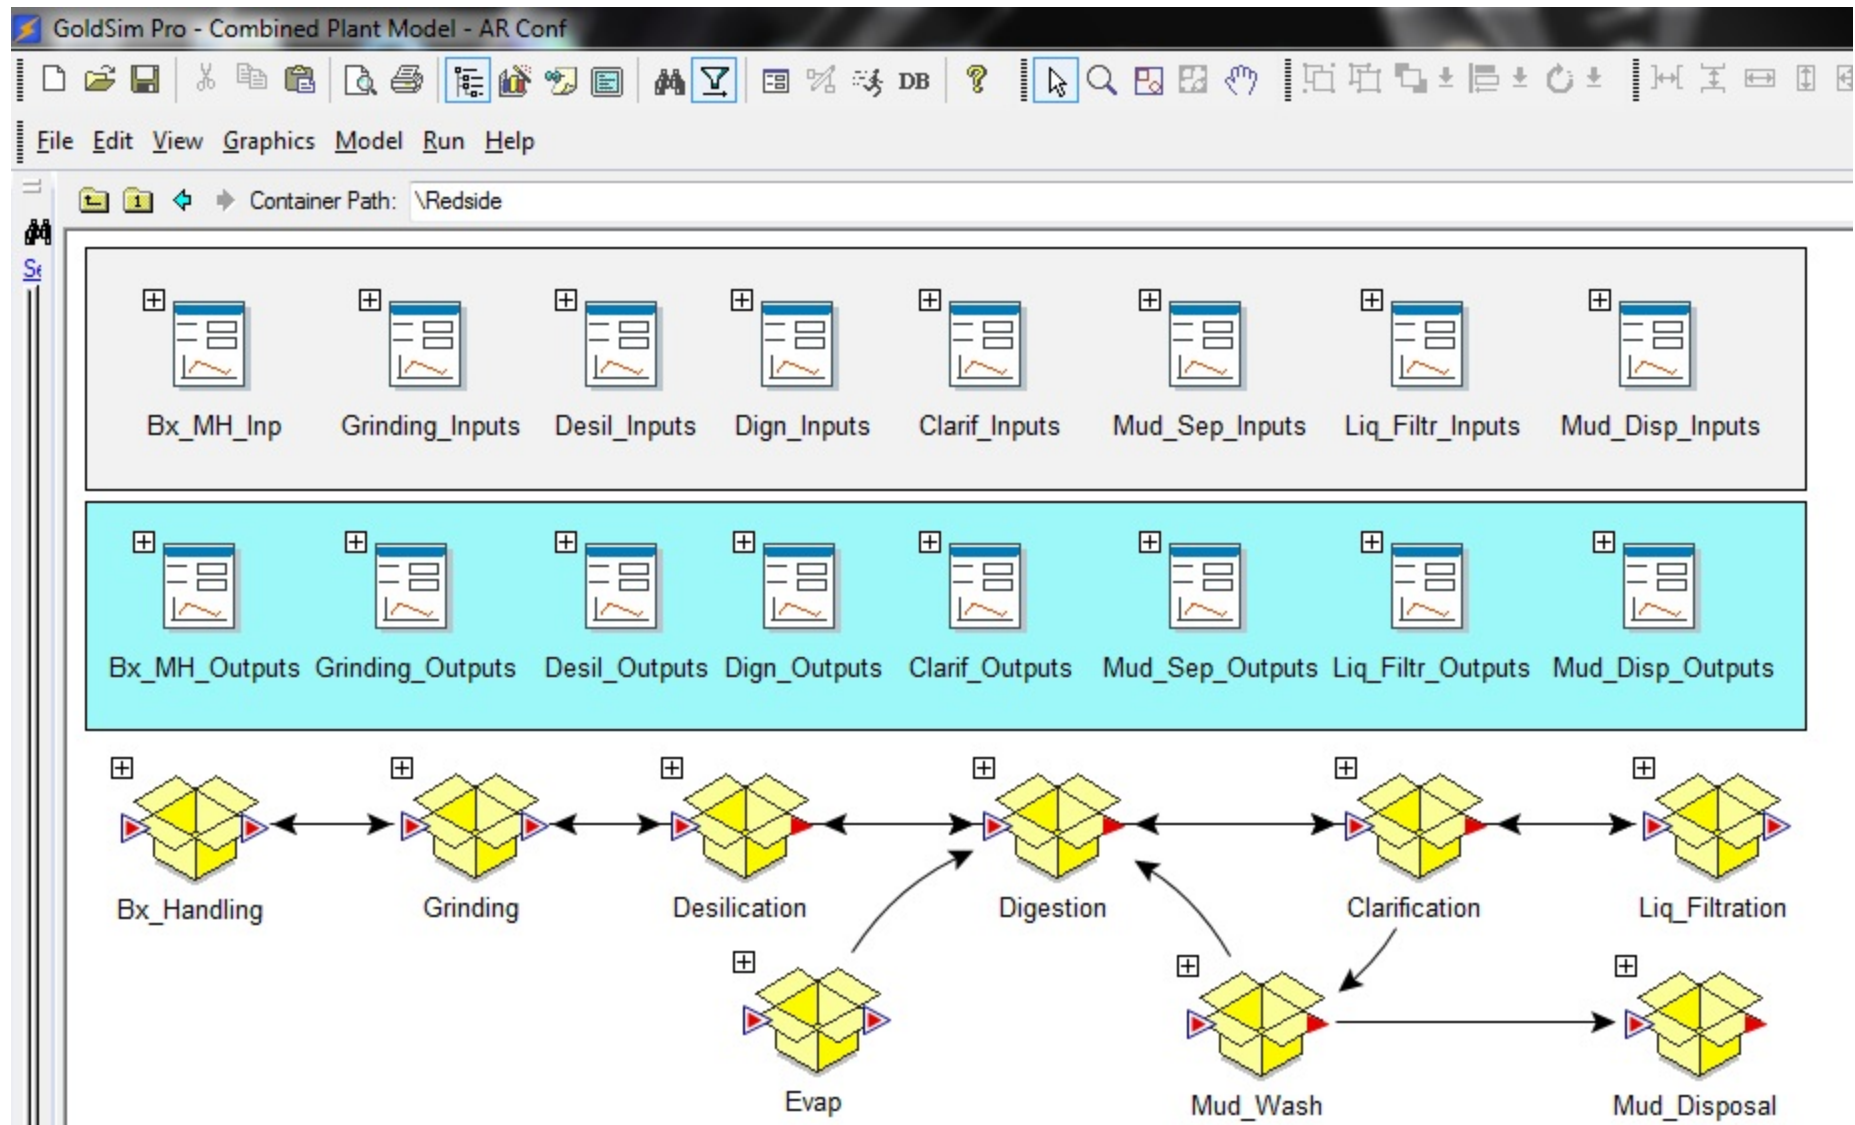 GoldSim Pro - Combined Plant Model - AR Conf
DB
File Edit View Graphics Model Run Help
1 Container Path: \Redside
Bx_MH_Inp Grinding_Inputs Desil_Inputs Dign_Inputs Clarif_Inputs Mud_Sep_Inputs Liq_Filtr_Inputs Mud_Disp_Inputs
Bx_MH_Outputs Grinding_Outputs Desil_Outputs Dign_Outputs Clarif_Outputs Mud_Sep_Outputs Liq_Filtr_Outputs Mud_Disp_Outputs
Bx_Handling Grinding Desilication Digestion Clarification Liq_Filtration
Evap Mud_Wash Mud_Disposal